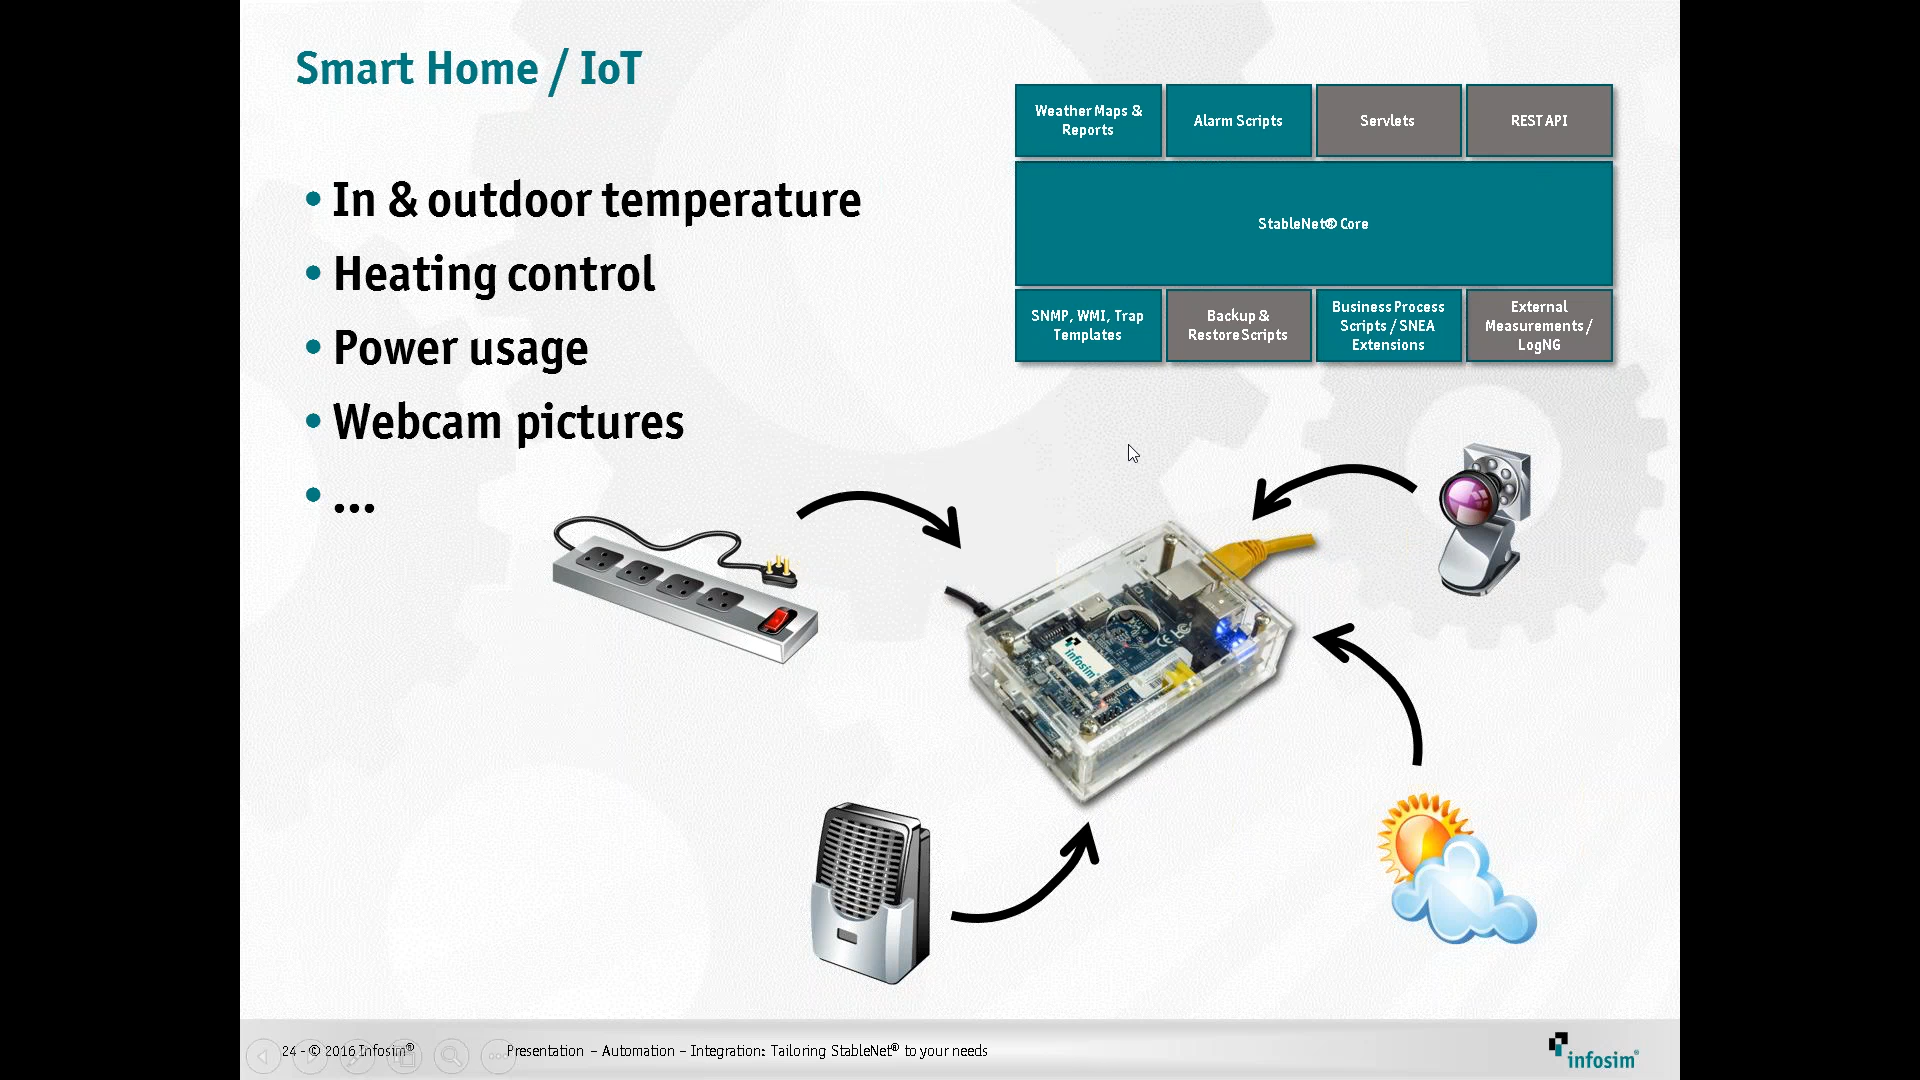 Smart Home / IoT
• In & outdoor temperature
• Heating control
• Power usage
• Webcam pictures
• ...
Weather Maps &
Reports
Alarm Scripts
Servlets
REST API
StableNet® Core
SNMP, WMI, Trap
Templates
Backup &
Restore Scripts
Business Process
Scripts / SNEA
Extensions
External
Measurements /
LogNG
infosim
CE
24 - © 2016 Infosim®
Presentation – Automation – Integration: Tailoring StableNet® to your needs
infosim®